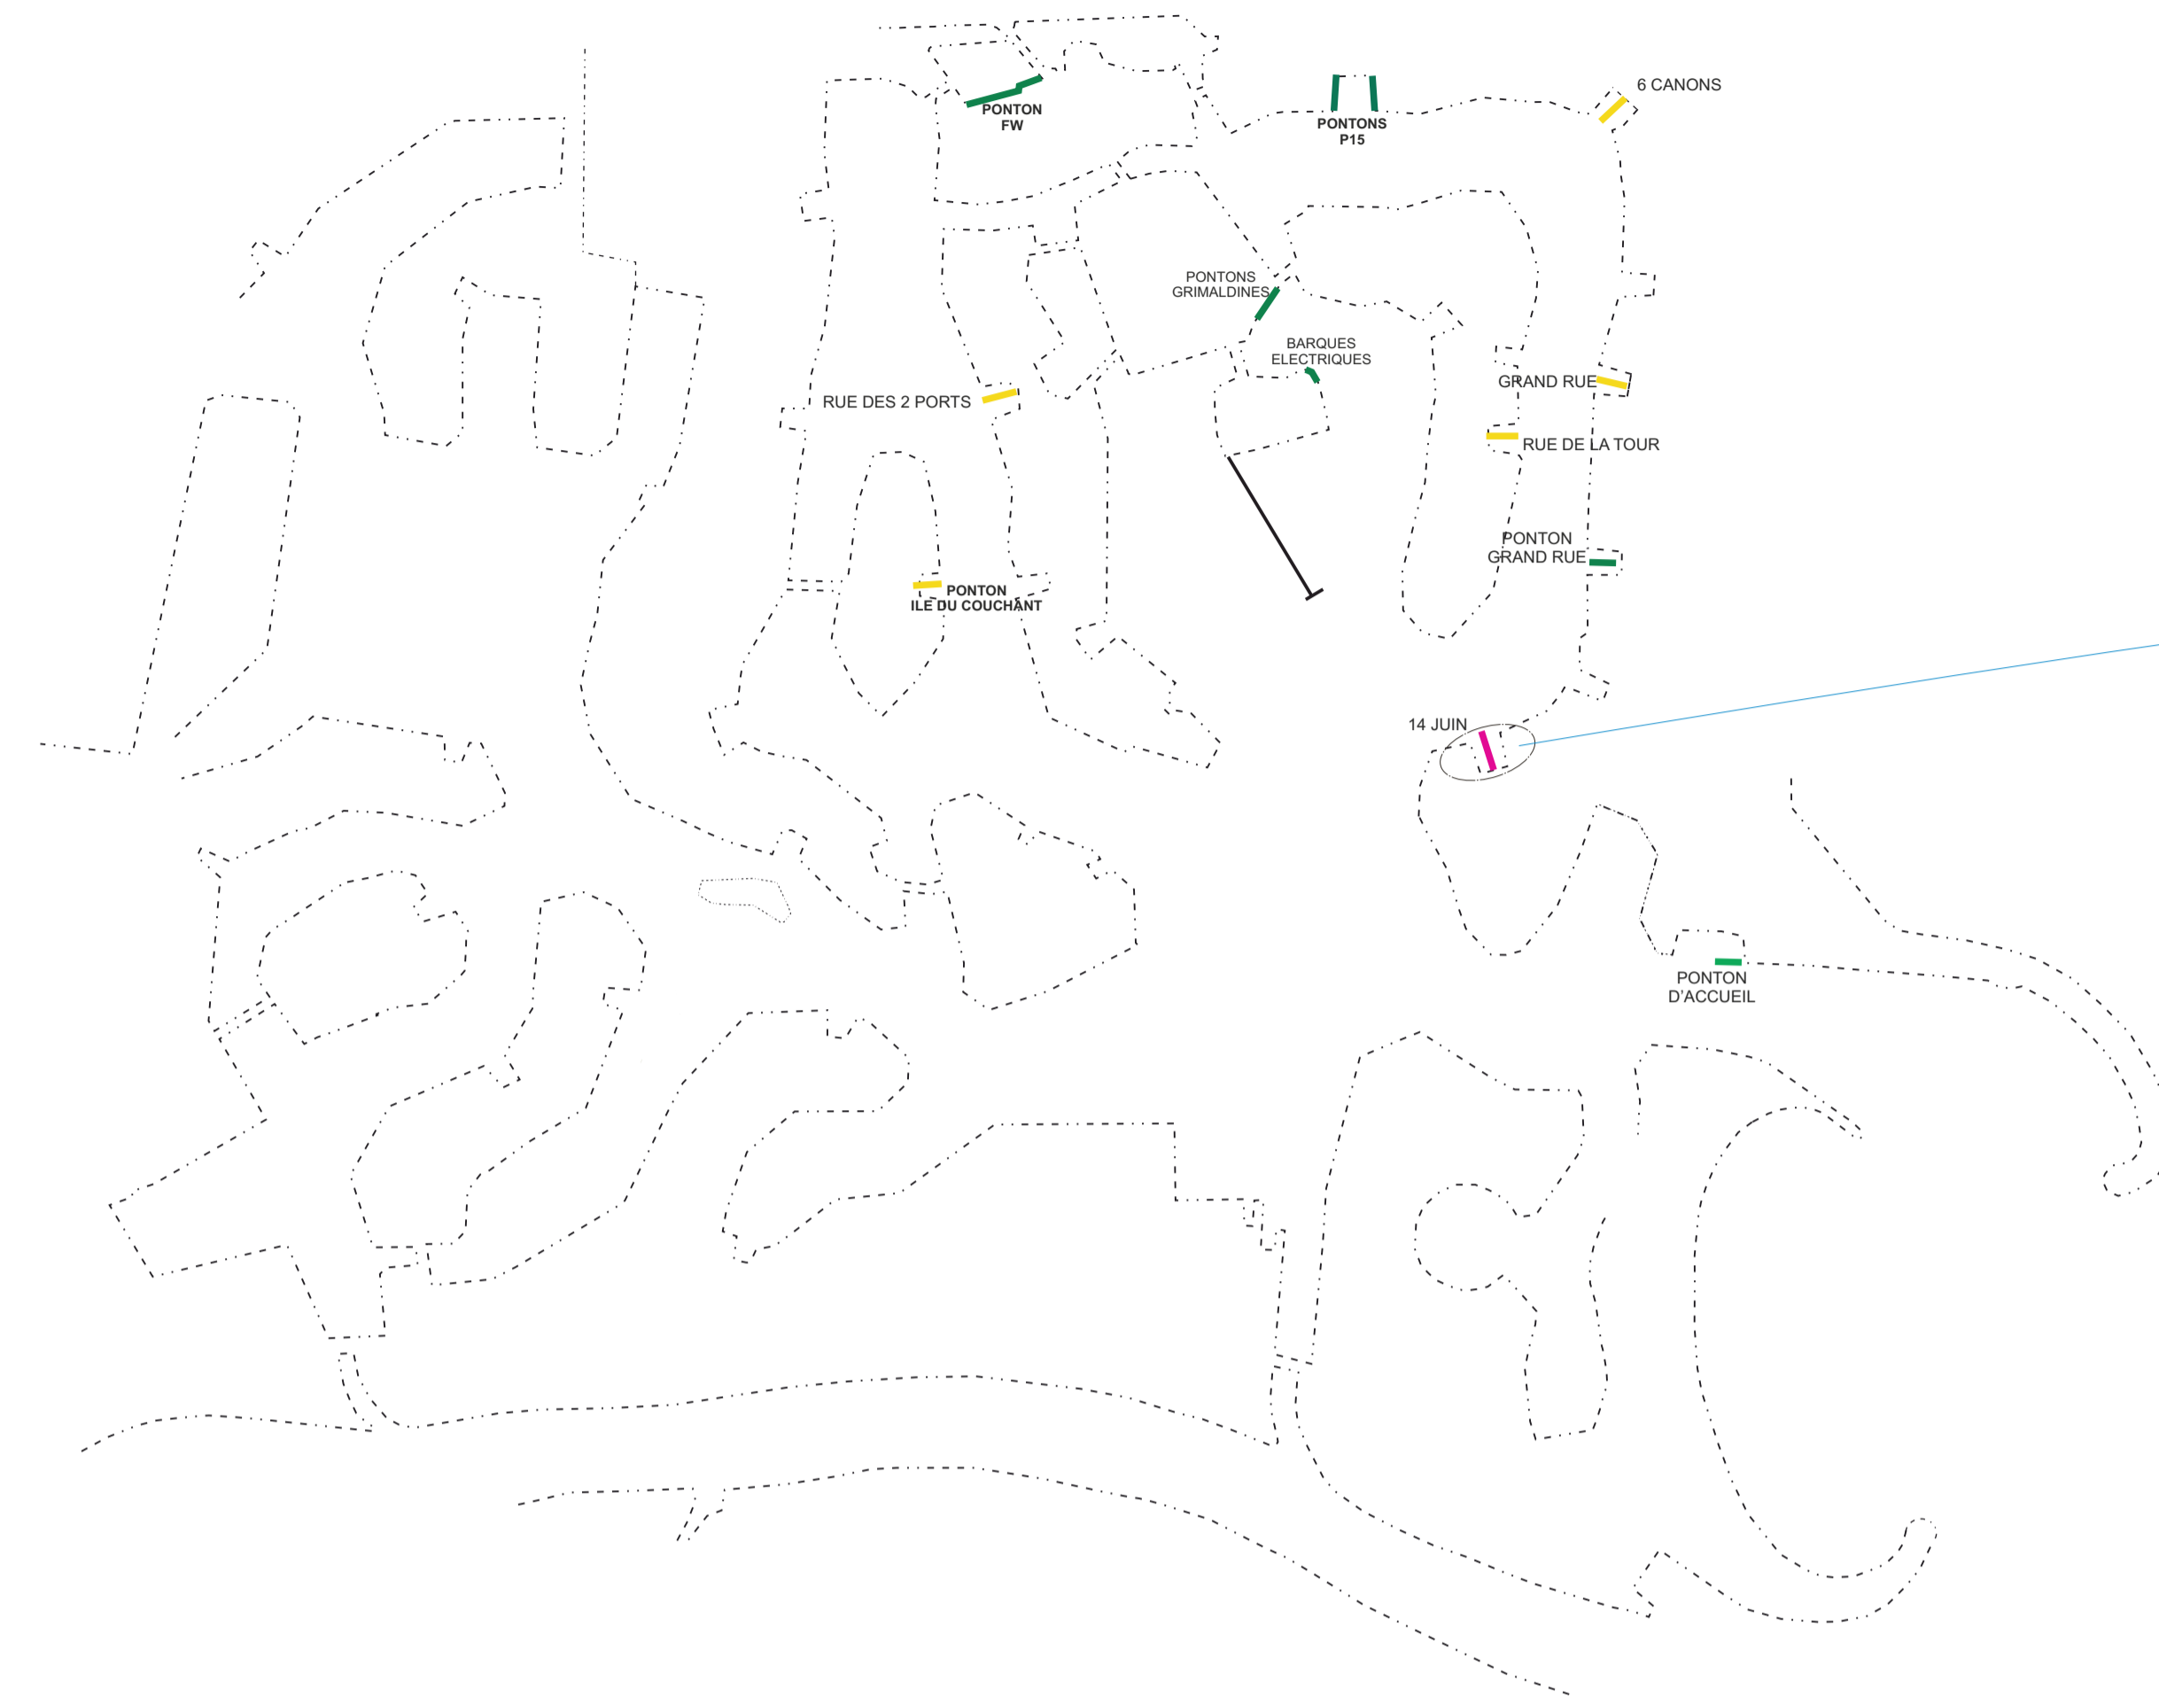 6 CANONS
PONTON
FW
PONTONS
P15
PONTONS
GRIMALDINES
BARQUES
ELECTRIQUES
GRAND RUE
RUE DES 2 PORTS
RUE DE LA TOUR
PONTON
GRAND RUE
PONTON
ILE DU COUCHANT
14 JUIN
PONTON
D'ACCUEIL